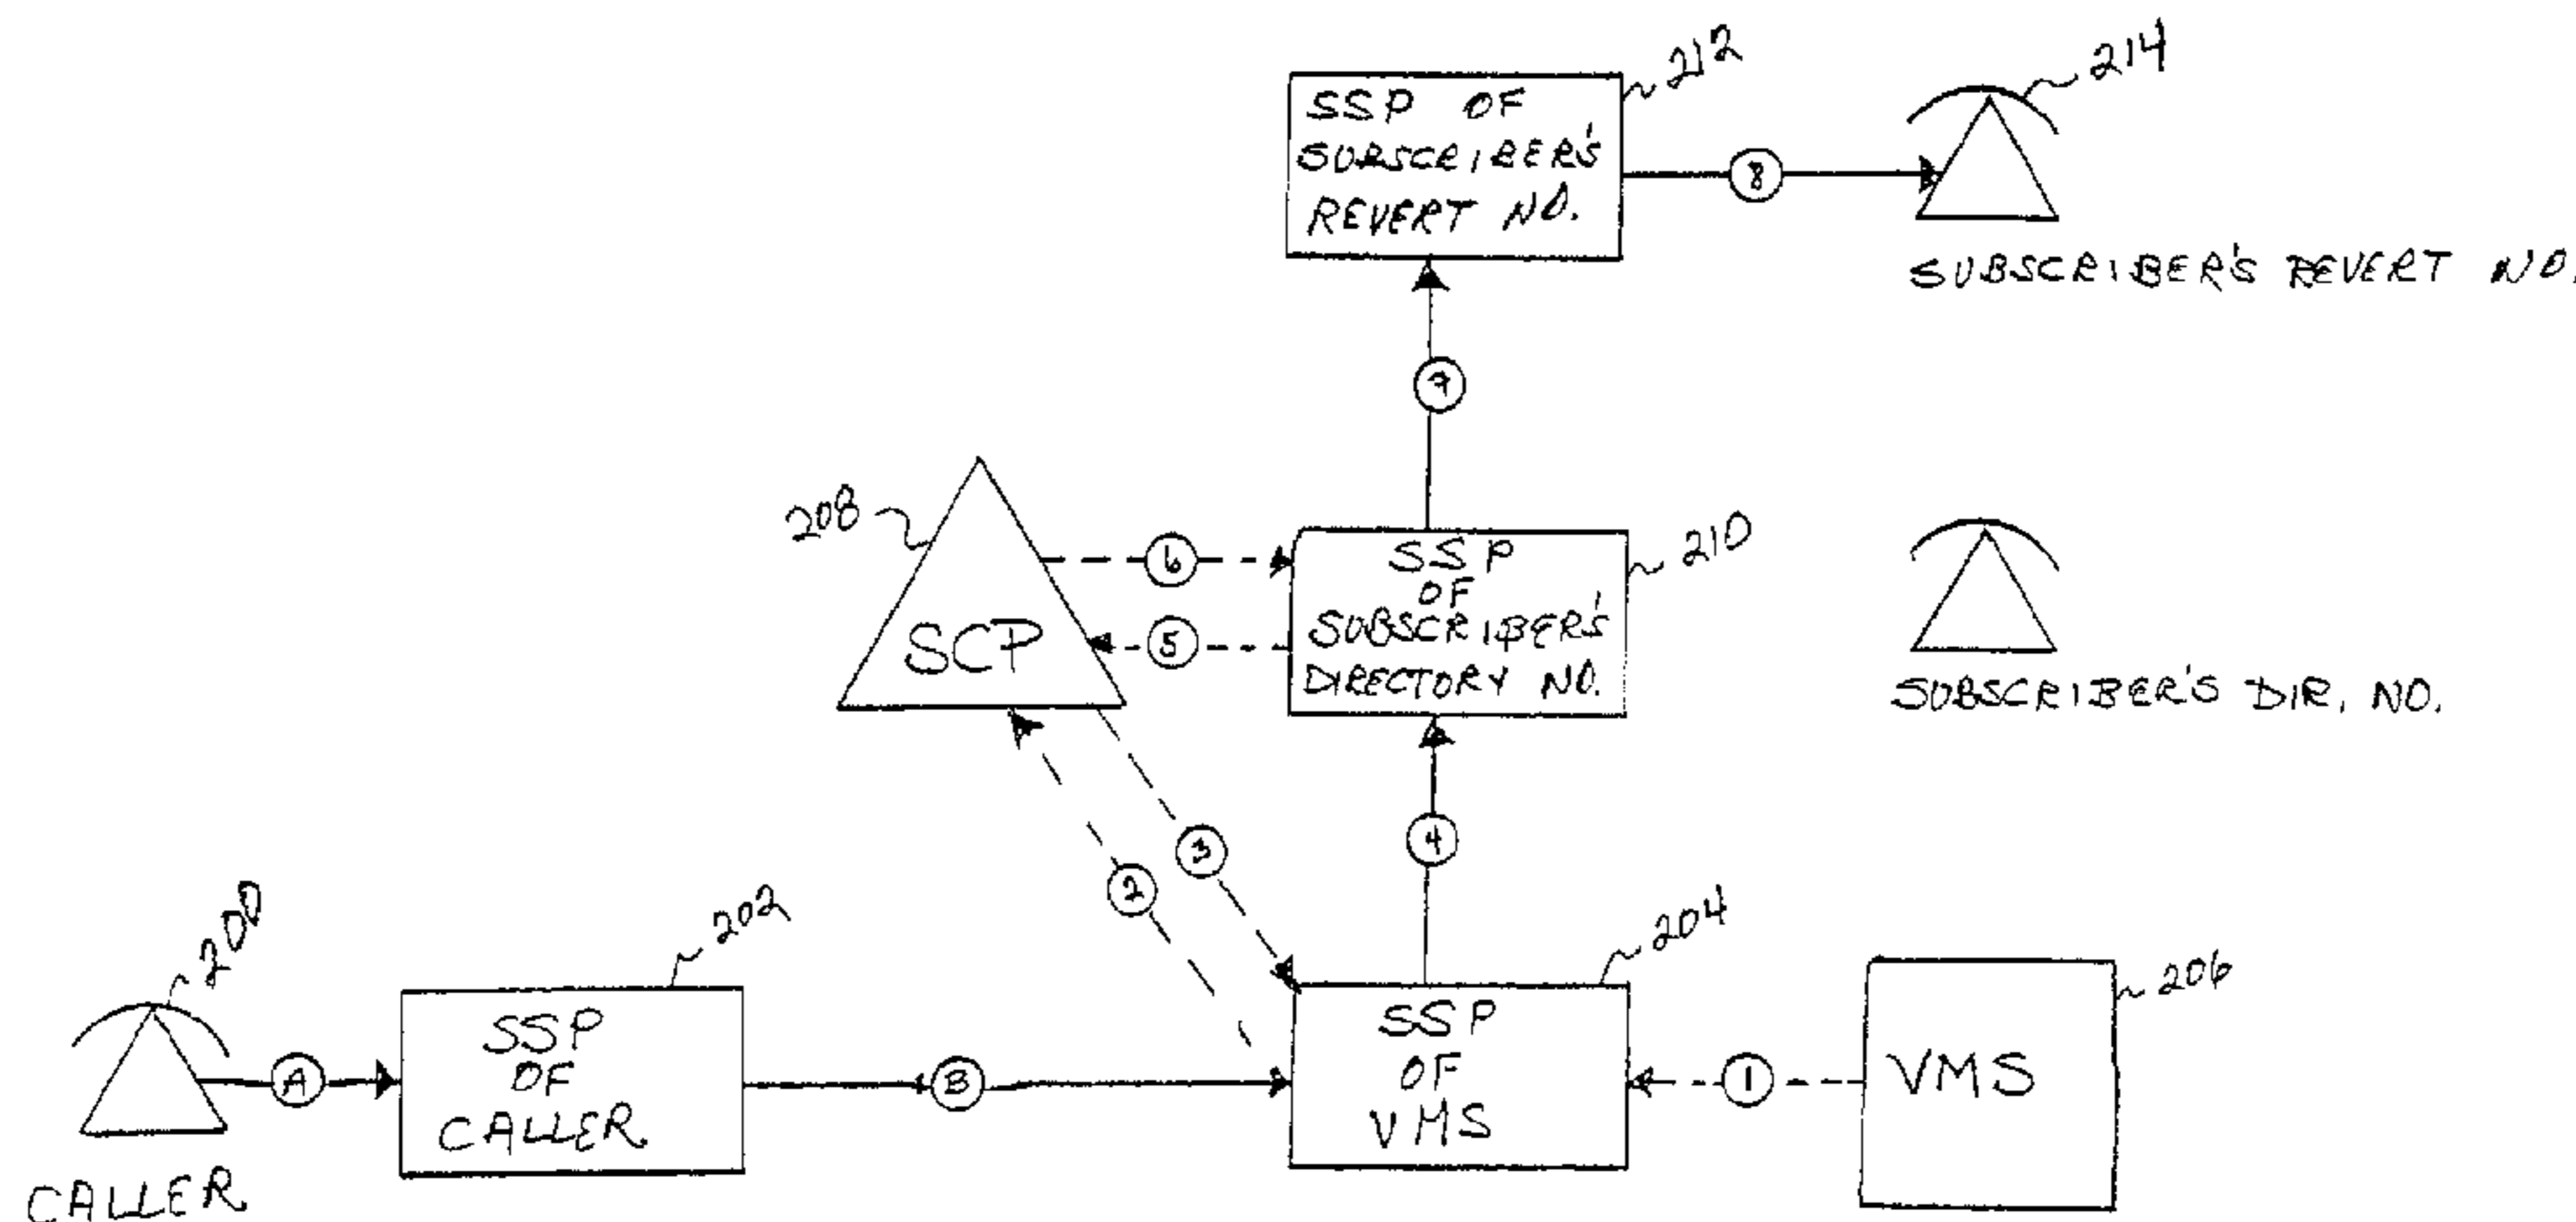 212
214
SSP OF
SUBSCRIBER'S
REVERT NO.
8
SUBSCRIBER'S REVERT NO.
7
208
6
SSP
OF
SUBSCRIBER'S
DIRECTORY NO.
210
SCP
5
SUBSCRIBER'S DIR. NO.
3
4
2
200
202
204
206
SSP
OF
CALLER
SSP
OF
VMS
VMS
A
B
1
CALLER